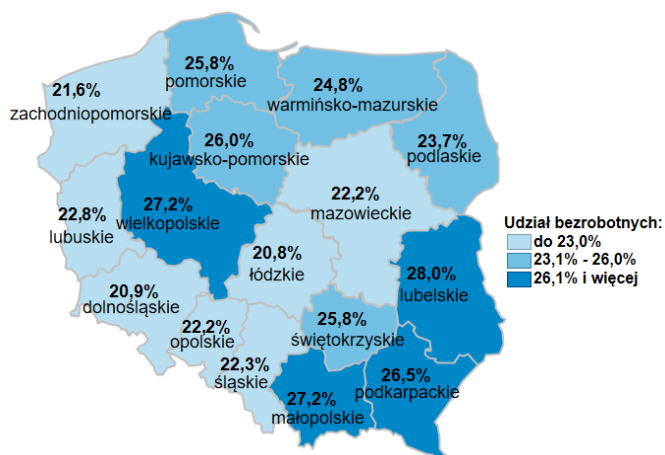 25,8%
pomorskie
21,6%
zachodniopomorskie
24,8%
warmińsko-mazurskie
26,0%
kujawsko-pomorskie
23,7%
podlaskie
27,2%
wielkopolskie
22,2%
mazowieckie
22,8%
lubuskie
Udział bezrobotnych:
do 23,0%
23,1% - 26,0%
26,1% i więcej
20,8%
łódzkie
28,0%
lubelskie
20,9%
dolnośląskie
22,2%
opolskie
25,8%
świętokrzyskie
22,3%
śląskie
27,2%
małopolskie
26,5%
podkarpackie